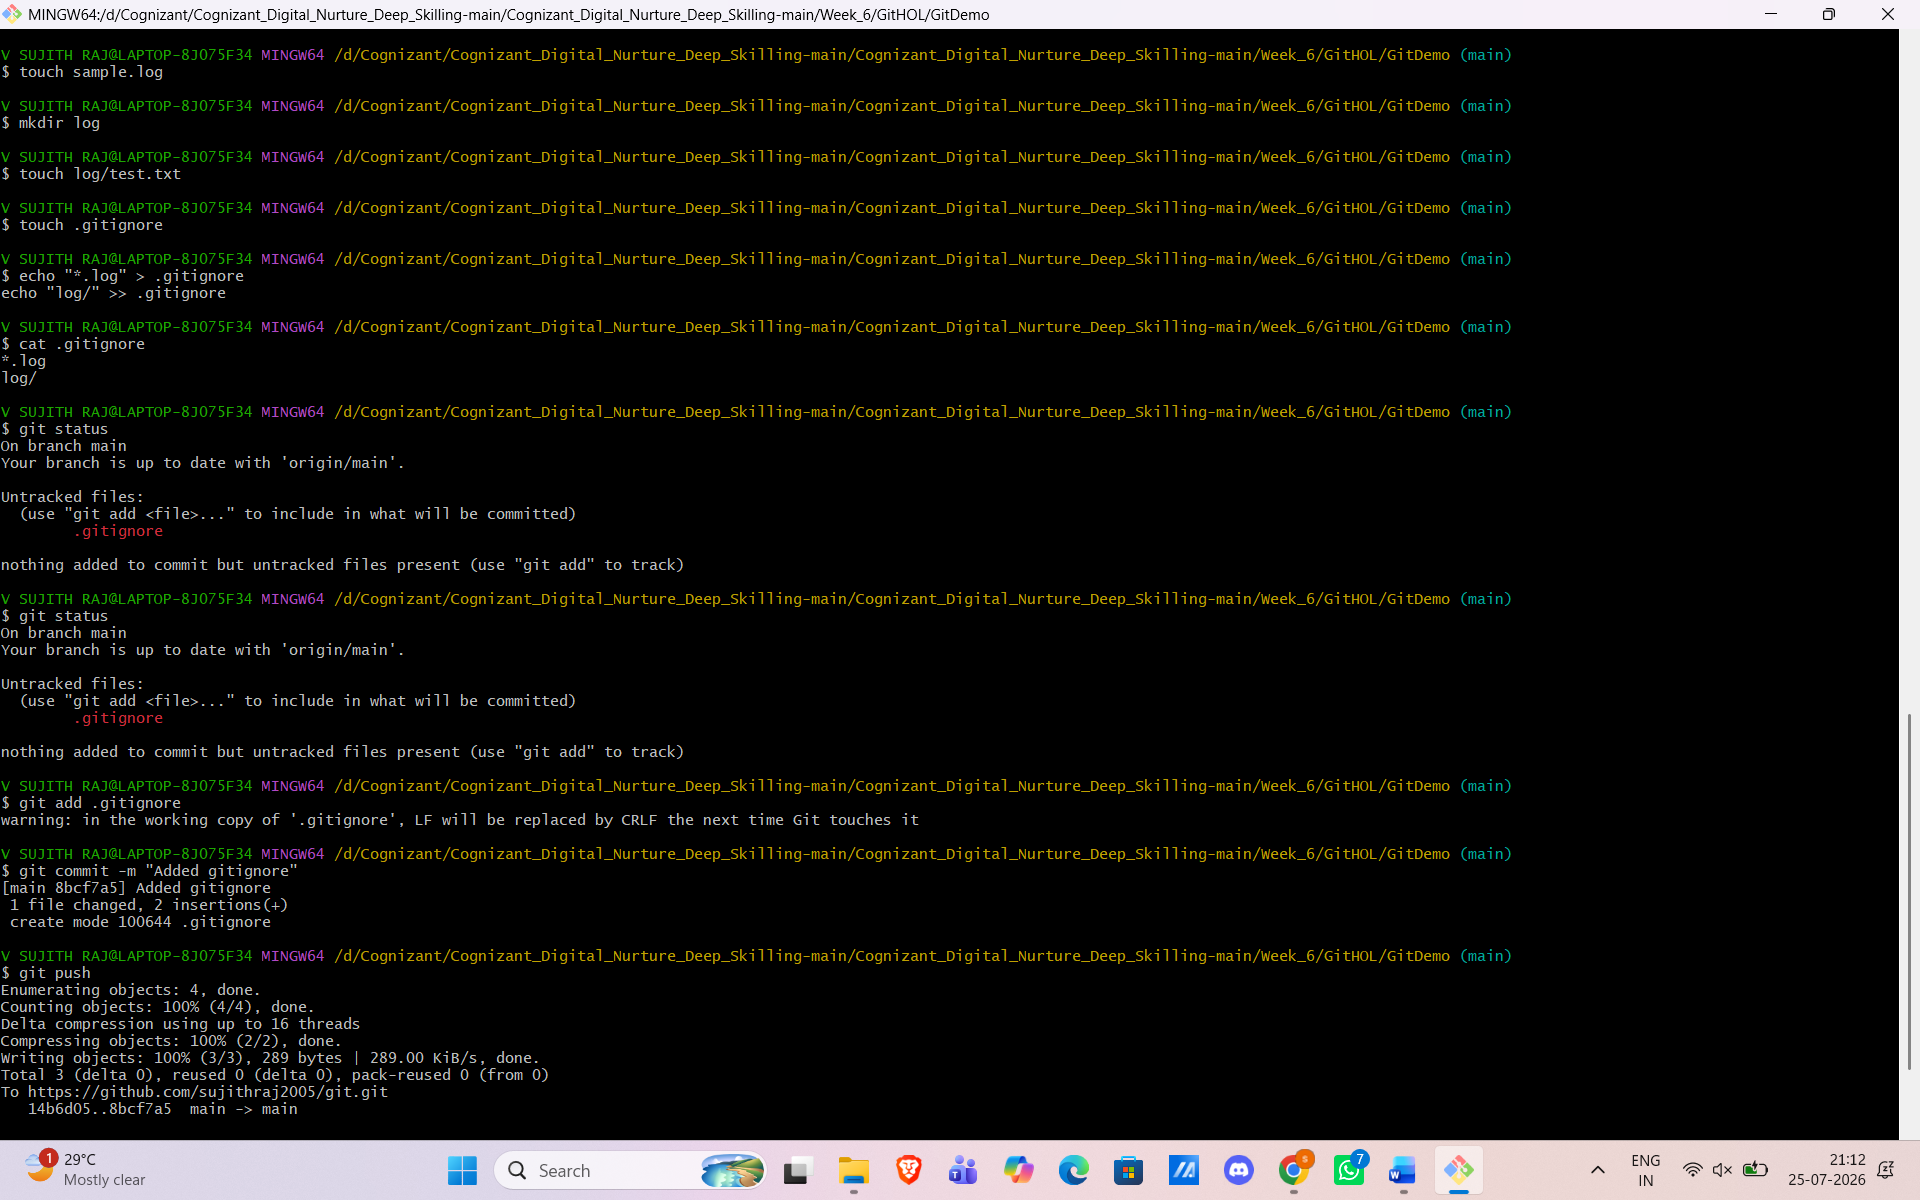 MINGW64:/d/Cognizant/Cognizant_Digital_Nurture_Deep_Skilling-main/Cognizant_Digital_Nurture_Deep_Skilling-main/Week_6/GitHOL/GitDemo
V SUJITH RAJ@LAPTOP-8JO75F34 MINGW64 /d/Cognizant/Cognizant_Digital_Nurture_Deep_Skilling-main/Cognizant_Digital_Nurture_Deep_Skilling-main/Week_6/GitHOL/GitDemo (main)
$ touch sample.log
V SUJITH RAJ@LAPTOP-8JO75F34 MINGW64 /d/Cognizant/Cognizant_Digital_Nurture_Deep_Skilling-main/Cognizant_Digital_Nurture_Deep_Skilling-main/Week_6/GitHOL/GitDemo (main)
$ mkdir log
V SUJITH RAJ@LAPTOP-8JO75F34 MINGW64 /d/Cognizant/Cognizant_Digital_Nurture_Deep_Skilling-main/Cognizant_Digital_Nurture_Deep_Skilling-main/Week_6/GitHOL/GitDemo (main)
$ touch log/test.txt
V SUJITH RAJ@LAPTOP-8JO75F34 MINGW64 /d/Cognizant/Cognizant_Digital_Nurture_Deep_Skilling-main/Cognizant_Digital_Nurture_Deep_Skilling-main/Week_6/GitHOL/GitDemo (main)
$ touch .gitignore
V SUJITH RAJ@LAPTOP-8JO75F34 MINGW64 /d/Cognizant/Cognizant_Digital_Nurture_Deep_Skilling-main/Cognizant_Digital_Nurture_Deep_Skilling-main/Week_6/GitHOL/GitDemo (main)
$ echo "*.log" > .gitignore
echo "log/" >> .gitignore
V SUJITH RAJ@LAPTOP-8JO75F34 MINGW64 /d/Cognizant/Cognizant_Digital_Nurture_Deep_Skilling-main/Cognizant_Digital_Nurture_Deep_Skilling-main/Week_6/GitHOL/GitDemo (main)
$ cat .gitignore
*.log
log/
V SUJITH RAJ@LAPTOP-8JO75F34 MINGW64 /d/Cognizant/Cognizant_Digital_Nurture_Deep_Skilling-main/Cognizant_Digital_Nurture_Deep_Skilling-main/Week_6/GitHOL/GitDemo (main)
$ git status
On branch main
Your branch is up to date with 'origin/main'.
Untracked files:
(use "git add <file>..." to include in what will be committed)
.gitignore
nothing added to commit but untracked files present (use "git add" to track)
V SUJITH RAJ@LAPTOP-8JO75F34 MINGW64 /d/Cognizant/Cognizant_Digital_Nurture_Deep_Skilling-main/Cognizant_Digital_Nurture_Deep_Skilling-main/Week_6/GitHOL/GitDemo (main)
$ git status
On branch main
Your branch is up to date with 'origin/main'.
Untracked files:
(use "git add <file>..." to include in what will be committed)
.gitignore
nothing added to commit but untracked files present (use "git add" to track)
V SUJITH RAJ@LAPTOP-8JO75F34 MINGW64 /d/Cognizant/Cognizant_Digital_Nurture_Deep_Skilling-main/Cognizant_Digital_Nurture_Deep_Skilling-main/Week_6/GitHOL/GitDemo (main)
$ git add .gitignore
warning: in the working copy of '.gitignore', LF will be replaced by CRLF the next time Git touches it
V SUJITH RAJ@LAPTOP-8JO75F34 MINGW64 /d/Cognizant/Cognizant_Digital_Nurture_Deep_Skilling-main/Cognizant_Digital_Nurture_Deep_Skilling-main/Week_6/GitHOL/GitDemo (main)
$ git commit -m "Added gitignore"
[main 8bcf7a5] Added gitignore
1 file changed, 2 insertions(+)
create mode 100644 .gitignore
V SUJITH RAJ@LAPTOP-8JO75F34 MINGW64 /d/Cognizant/Cognizant_Digital_Nurture_Deep_Skilling-main/Cognizant_Digital_Nurture_Deep_Skilling-main/Week_6/GitHOL/GitDemo (main)
$ git push
Enumerating objects: 4, done.
Counting objects: 100% (4/4), done.
Delta compression using up to 16 threads
Compressing objects: 100% (2/2), done.
Writing objects: 100% (3/3), 289 bytes | 289.00 KiB/s, done.
Total 3 (delta 0), reused 0 (delta 0), pack-reused 0 (from 0)
To https://github.com/sujithraj2005/git.git
14b6d05..8bcf7a5  main -> main
1
29°C
Mostly clear
Search
T
$
7
W
ENG
IN
21:12
25-07-2026